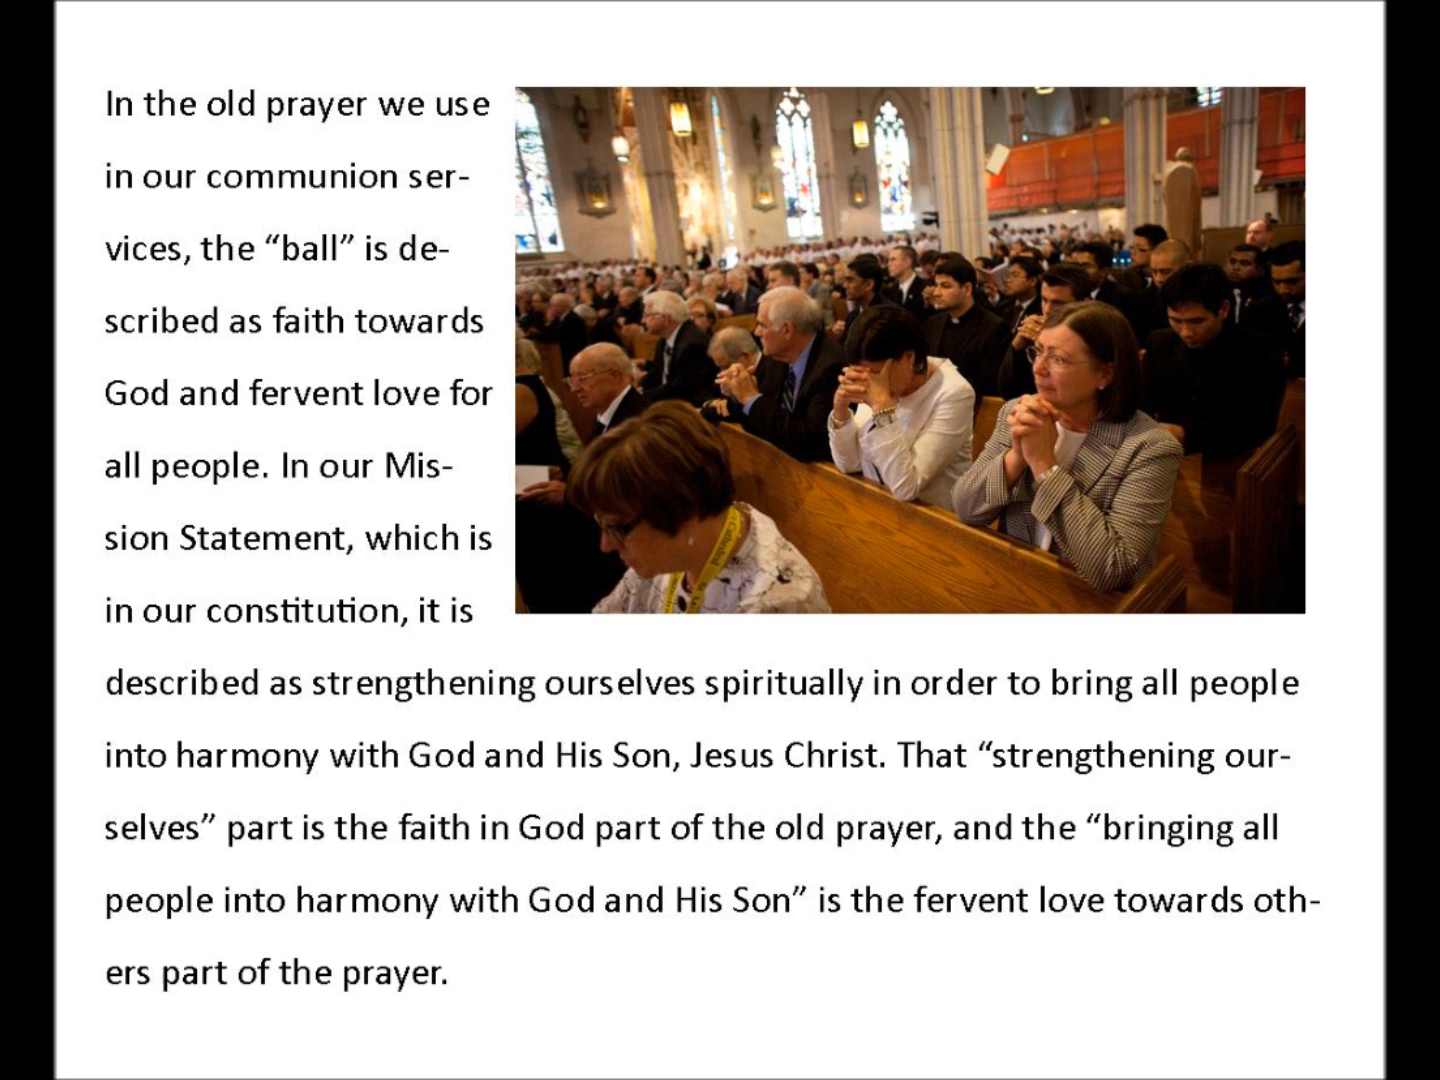 In the old prayer we use
in our communion ser-
vices, the “ball” is de-
scribed as faith towards
God and fervent love for
all people. In our Mis-
sion Statement, which is
in our constitution, it is
described as strengthening ourselves spiritually in order to bring all people
into harmony with God and His Son, Jesus Christ. That “strengthening our-
selves” part is the faith in God part of the old prayer, and the “bringing all
people into harmony with God and His Son” is the fervent love towards oth-
ers part of the prayer.